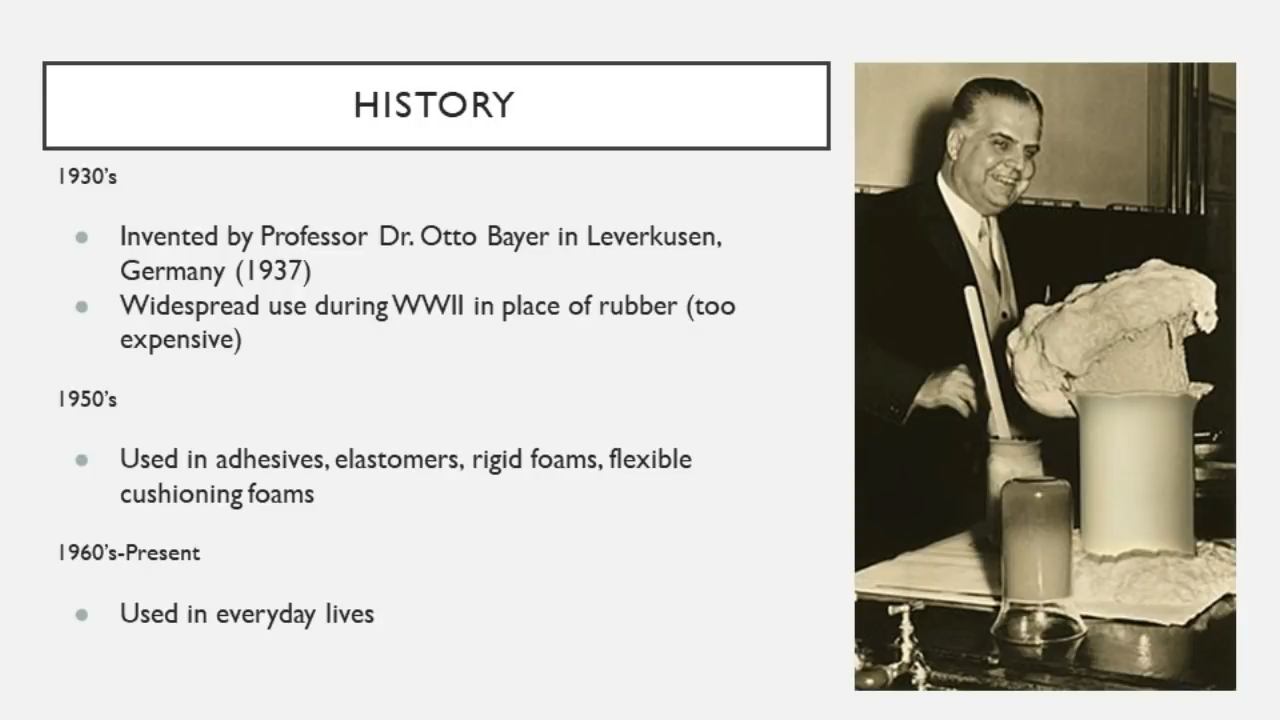 HISTORY
1930's
Invented by Professor Dr. Otto Bayer in Leverkusen,
Germany (1937)
Widespread use during WWII in place of rubber (too
expensive)
1950's
Used in adhesives, elastomers, rigid foams, flexible
cushioning foams
1960's-Present
Used in everyday lives